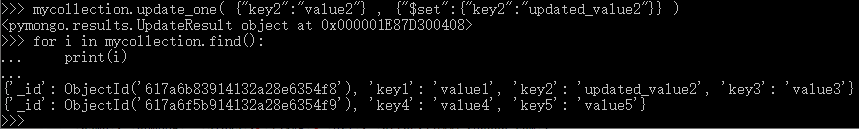 >>> mycollection.update_one( {"key2":"value2"} , {"$set":{"key2":"updated_value2"}} )
<pymongo.results.UpdateResult object at 0x000001E87D300408>
>>> for i in mycollection.find():
...     print(i)
...
{'_id': ObjectId('617a6b83914132a28e6354f8'), 'key1': 'value1', 'key2': 'updated_value2', 'key3': 'value3'}
{'_id': ObjectId('617a6f5b914132a28e6354f9'), 'key4': 'value4', 'key5': 'value5'}
>>>